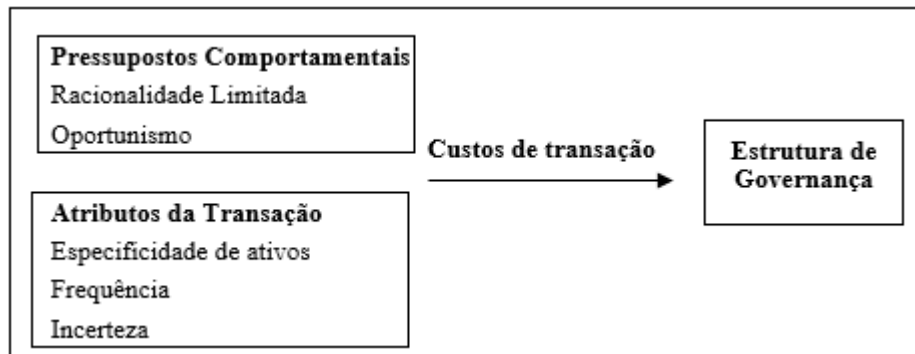 Pressupostos Comportamentais
Racionalidade Limitada
Oportunismo
Custos de transação
Estrutura de
Governança
Atributos da Transação
Especificidade de ativos
Frequência
Incerteza